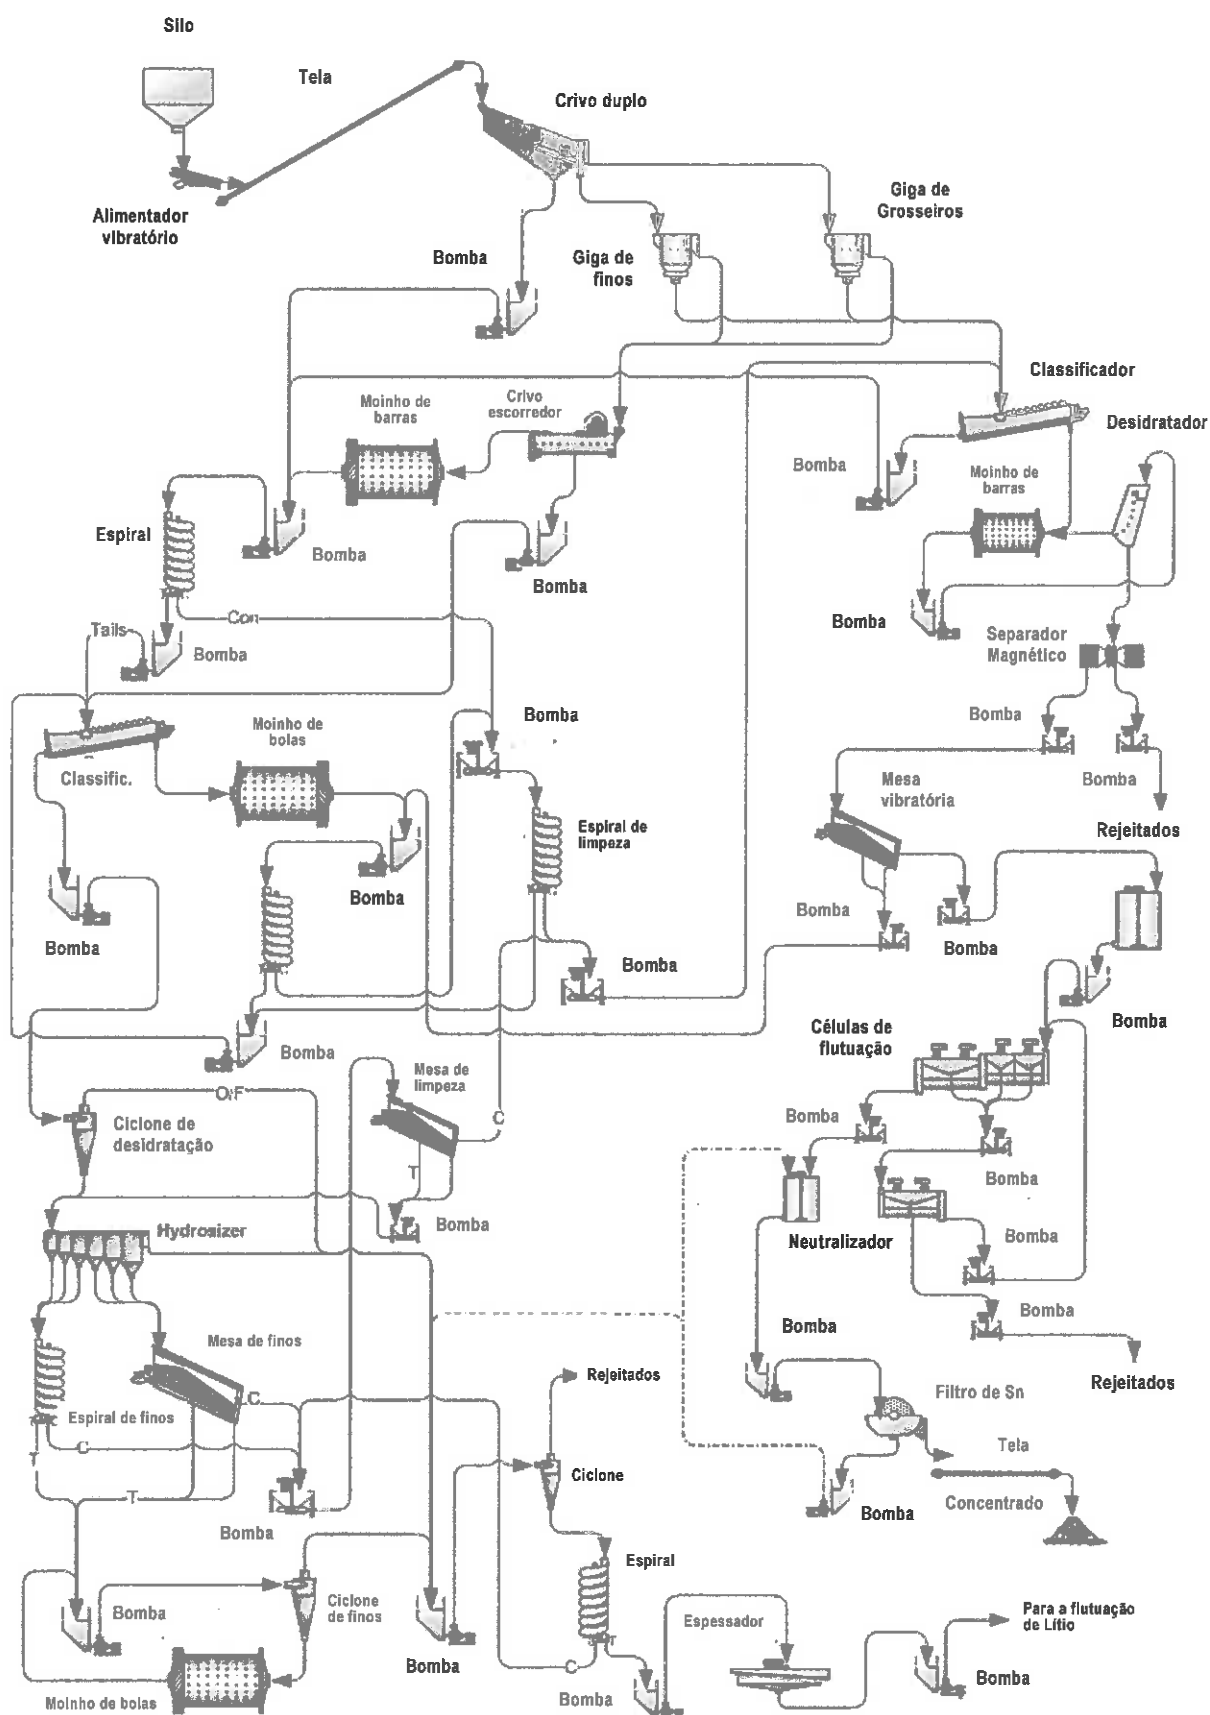 Silo
Tela
Crivo duplo
Alimentador
vibratório
Giga de
Grosseiros
Bomba
Giga de
finos
Classificador
Moinho de
barras
Crivo
escorredor
Desidratador
Bomba
Moinho de
barras
Espiral
Bomba
Bomba
Bomba
Con
Tails
Bomba
Separador
Magnético
Bomba
Moinho de
bolas
Bomba
Classific.
Mesa
vibratória
Bomba
Espiral de
limpeza
Rejeitados
Bomba
Bomba
Bomba
Bomba
Bomba
Bomba
Células de
flutuação
Bomba
Mesa de
limpeza
O/F
C
Ciclone de
desidratação
Bomba
T
Bomba
Hydrosizer
Bomba
Neutralizador
Bomba
Bomba
Mesa de finos
Bomba
Rejeitados
Rejeitados
C
Filtro de Sn
Espiral de finos
C
T
Tela
Ciclone
T
Concentrado
Bomba
Bomba
Espiral
Ciclone
de finos
Bomba
Espessador
Para a flutuação
de Lítio
T
Bomba
C
Bomba
Bomba
Moinho de bolas